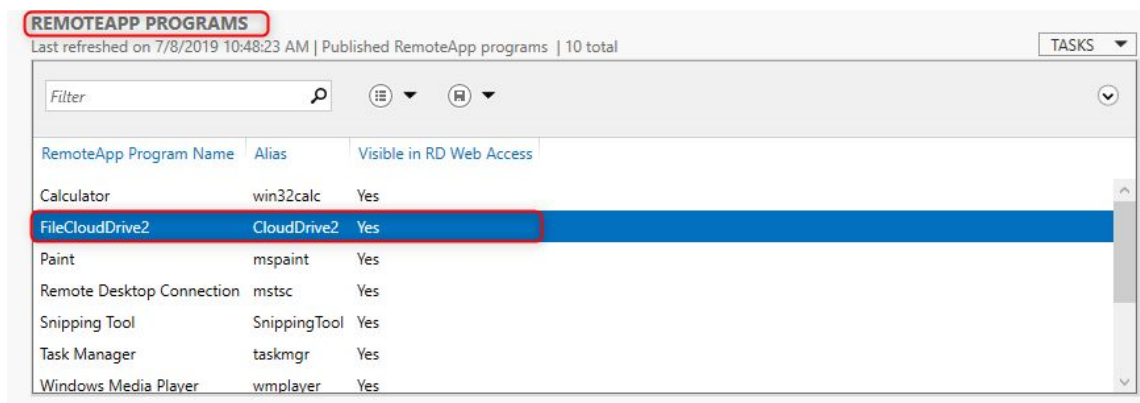 REMOTEAPP PROGRAMS
Last refreshed on 7/8/2019 10:48:23 AM | Published RemoteApp programs | 10 total
TASKS
Filter
RemoteApp Program Name Alias Visible in RD Web Access
Calculator win32calc Yes
FileCloudDrive2 CloudDrive2 Yes
Paint mspaint Yes
Remote Desktop Connection mstsc Yes
Snipping Tool SnippingTool Yes
Task Manager taskmgr Yes
Windows Media Player wmplayer Yes